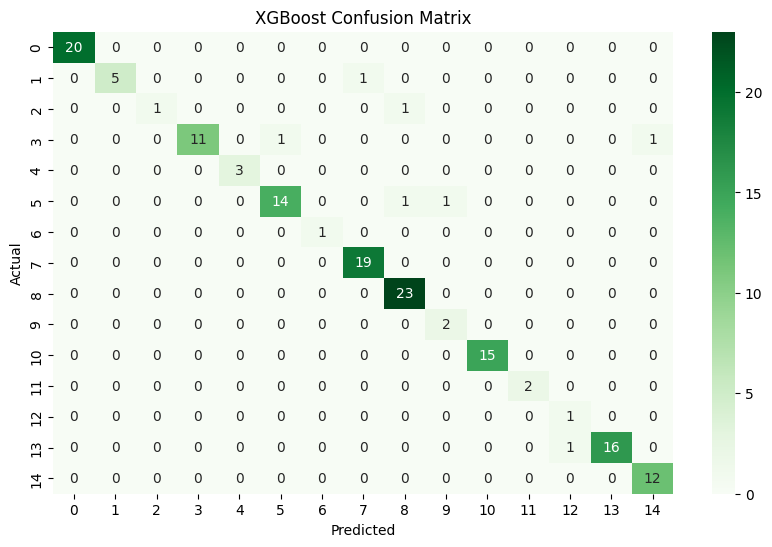 XGBoost Confusion Matrix
0 20 0 0 0 0 0 0 0 0 0 0 0 0 0 0
1 0 5 0 0 0 0 0 1 0 0 0 0 0 0 0
2 0 0 1 0 0 0 0 0 1 0 0 0 0 0 0
3 0 0 0 11 0 1 0 0 0 0 0 0 0 0 1
4 0 0 0 0 3 0 0 0 0 0 0 0 0 0 0
5 0 0 0 0 0 14 0 0 1 1 0 0 0 0 0
6 0 0 0 0 0 0 1 0 0 0 0 0 0 0 0
7 0 0 0 0 0 0 0 19 0 0 0 0 0 0 0
8 0 0 0 0 0 0 0 0 23 0 0 0 0 0 0
9 0 0 0 0 0 0 0 0 0 2 0 0 0 0 0
10 0 0 0 0 0 0 0 0 0 0 15 0 0 0 0
11 0 0 0 0 0 0 0 0 0 0 0 2 0 0 0
12 0 0 0 0 0 0 0 0 0 0 0 0 1 0 0
13 0 0 0 0 0 0 0 0 0 0 0 0 1 16 0
14 0 0 0 0 0 0 0 0 0 0 0 0 0 0 12
0 1 2 3 4 5 6 7 8 9 10 11 12 13 14
Predicted
Actual
20
15
10
5
0